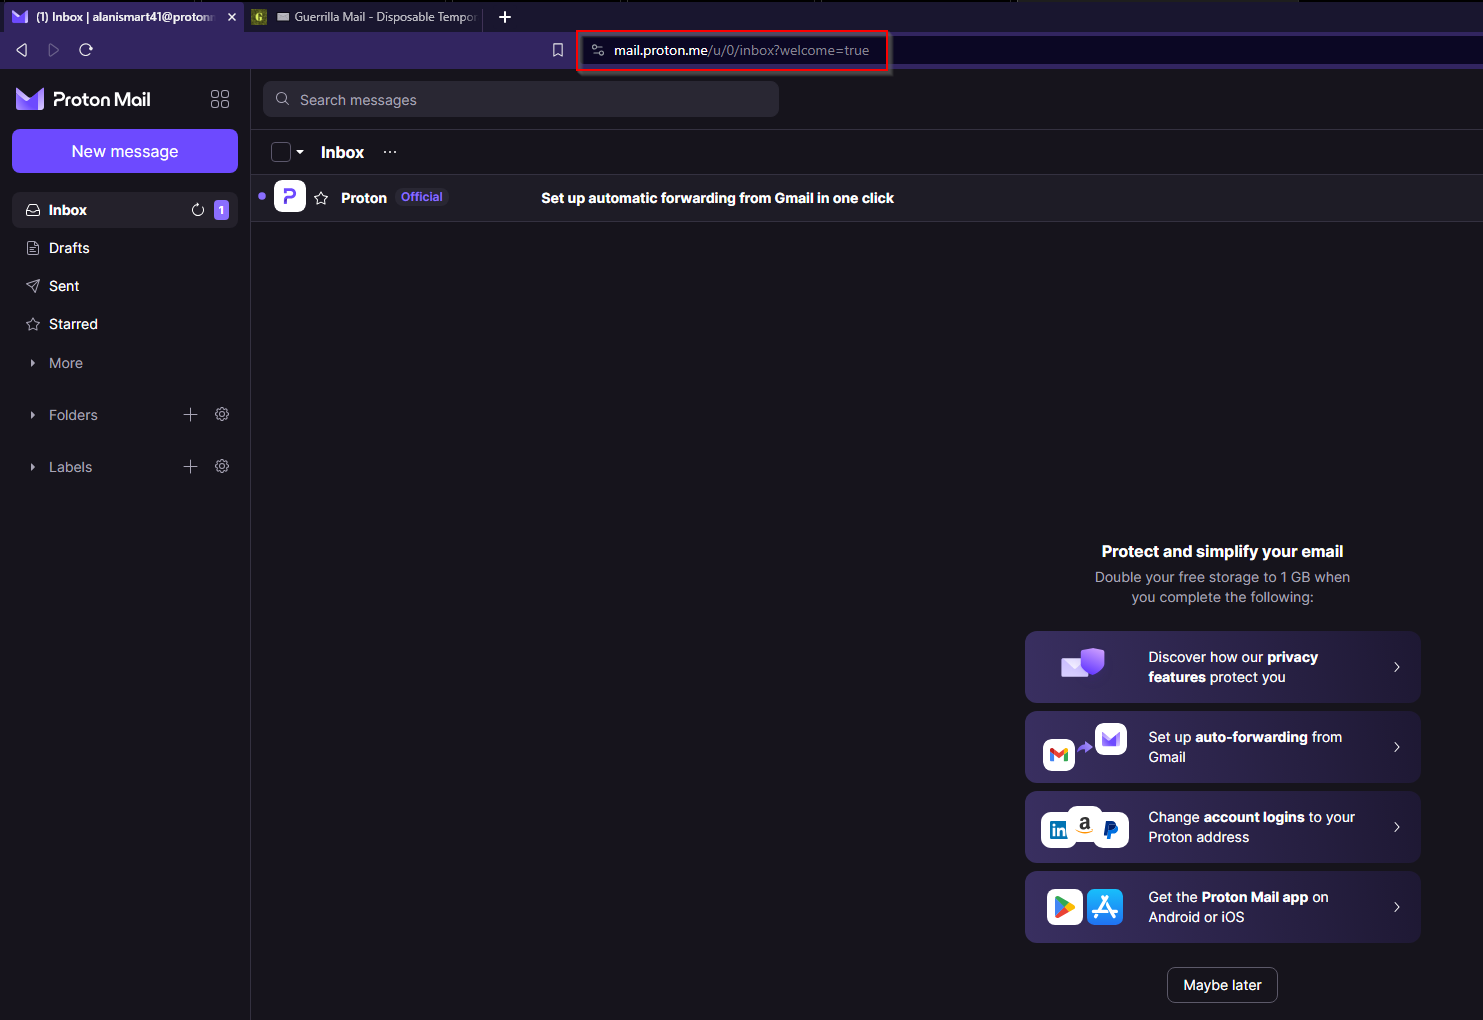 (1) Inbox | alanismart41@proton
G
Guerrilla Mail - Disposable Tempor
mail.proton.me/u/0/inbox?welcome=true
Proton Mail
Search messages
New message
Inbox
Inbox 1
Proton Official Set up automatic forwarding from Gmail in one click
Drafts
Sent
Starred
More
Folders
Labels
Protect and simplify your email
Double your free storage to 1 GB when
you complete the following:
Discover how our privacy
features protect you
Set up auto-forwarding from
Gmail
Change account logins to your
Proton address
in
a
Get the Proton Mail app on
Android or iOS
Maybe later